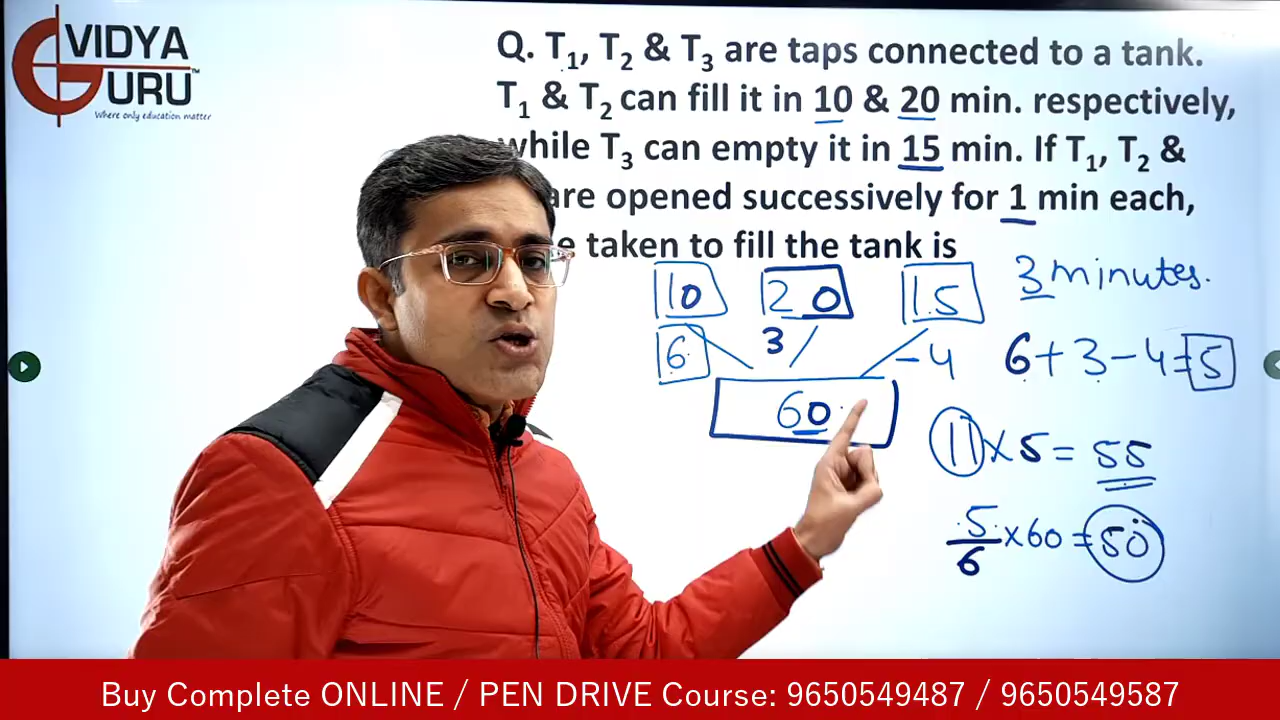 VIDYA
GURU
TM
Where only education matter
Q. T1, T2 & T3 are taps connected to a tank.
T1 & T2 can fill it in 10 & 20 min. respectively,
while T3 can empty it in 15 min. If T1, T2 &
are opened successively for 1 min each,
taken to fill the tank is
10 20 15 3 minutes.
6 3 -4 6+3-4=5
60
11×5=55
5/6×60=50
Buy Complete ONLINE / PEN DRIVE Course: 9650549487 / 9650549587